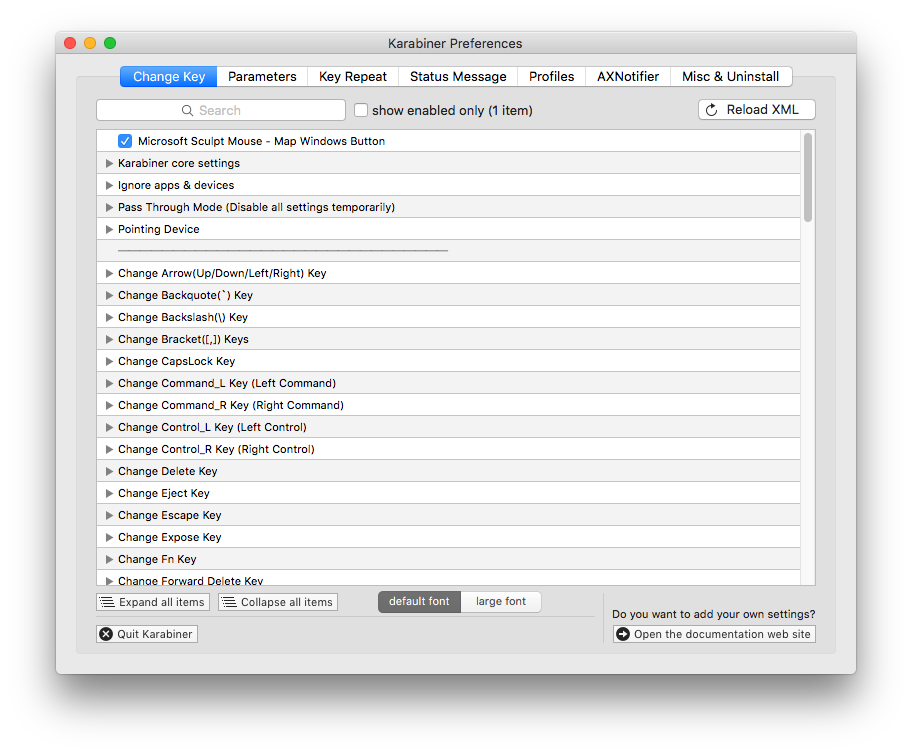 Karabiner Preferences
Change Key Parameters Key Repeat Status Message Profiles AXNotifier Misc & Uninstall
Search show enabled only (1 item) Reload XML
Microsoft Sculpt Mouse - Map Windows Button
Karabiner core settings
Ignore apps & devices
Pass Through Mode (Disable all settings temporarily)
Pointing Device
Change Arrow(Up/Down/Left/Right) Key
Change Backquote(`) Key
Change Backslash(\) Key
Change Bracket([,]) Keys
Change CapsLock Key
Change Command_L Key (Left Command)
Change Command_R Key (Right Command)
Change Control_L Key (Left Control)
Change Control_R Key (Right Control)
Change Delete Key
Change Eject Key
Change Escape Key
Change Expose Key
Change Fn Key
Change Forward Delete Key
Expand all items Collapse all items default font large font
Do you want to add your own settings?
Quit Karabiner Open the documentation web site